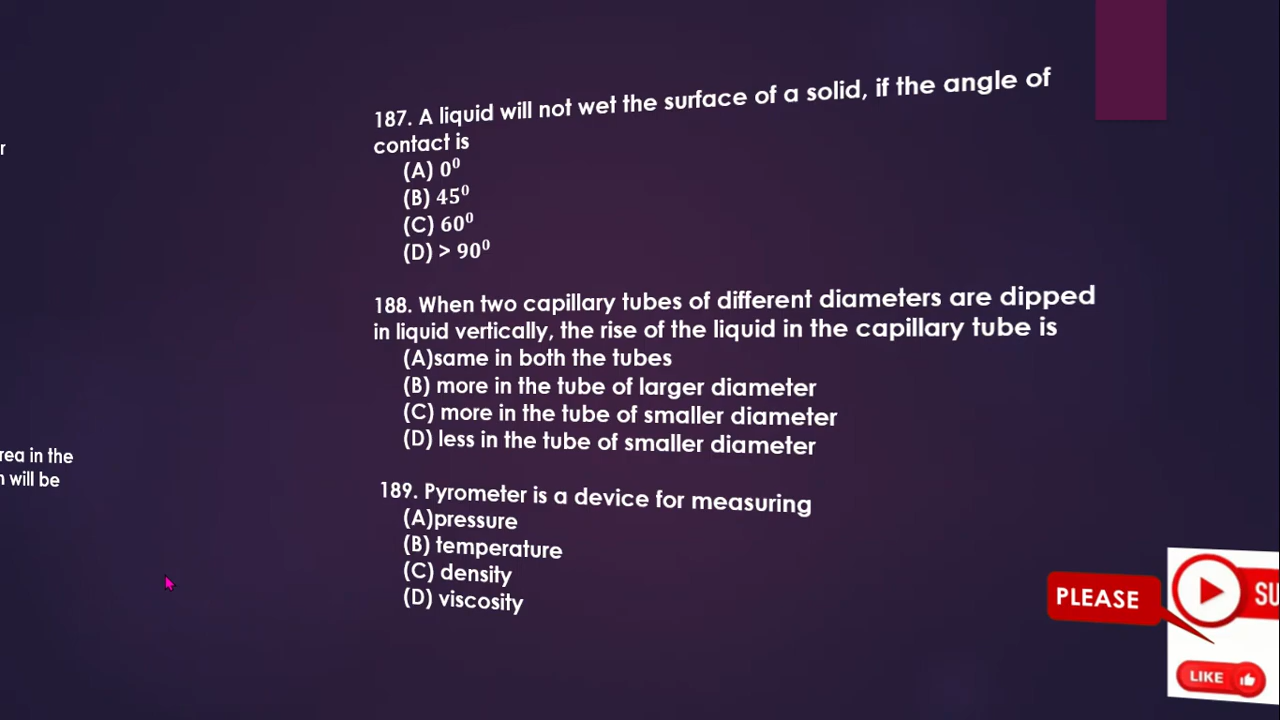 r
rea in the
will be
187. A liquid will not wet the surface of a solid, if the angle of
contact is
(A) 0⁰
(B) 45⁰
(C) 60⁰
(D) > 90⁰
188. When two capillary tubes of different diameters are dipped
in liquid vertically, the rise of the liquid in the capillary tube is
(A)same in both the tubes
(B) more in the tube of larger diameter
(C) more in the tube of smaller diameter
(D) less in the tube of smaller diameter
189. Pyrometer is a device for measuring
(A)pressure
(B) temperature
(C) density
(D) viscosity
PLEASE
SU
LIKE